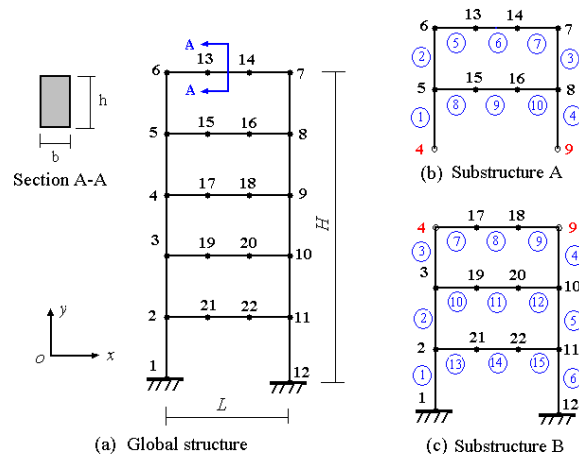 A
A
13 14
6 7
15 16
5 8
17 18
4 9
3 19 20 10
21 22
2 11
1 12
h
b
Section A-A
H
L
y
O x
(a) Global structure
13 14
6 5 6 7 7
2 3
15 16
5 8 9 10 8
1 4
4 9
(b) Substructure A
4 17 18 9
7 8 9
3 4
3 19 20 10
10 11 12
2 5
21 22
2 11
13 14 15
1 6
1 12
(c) Substructure B